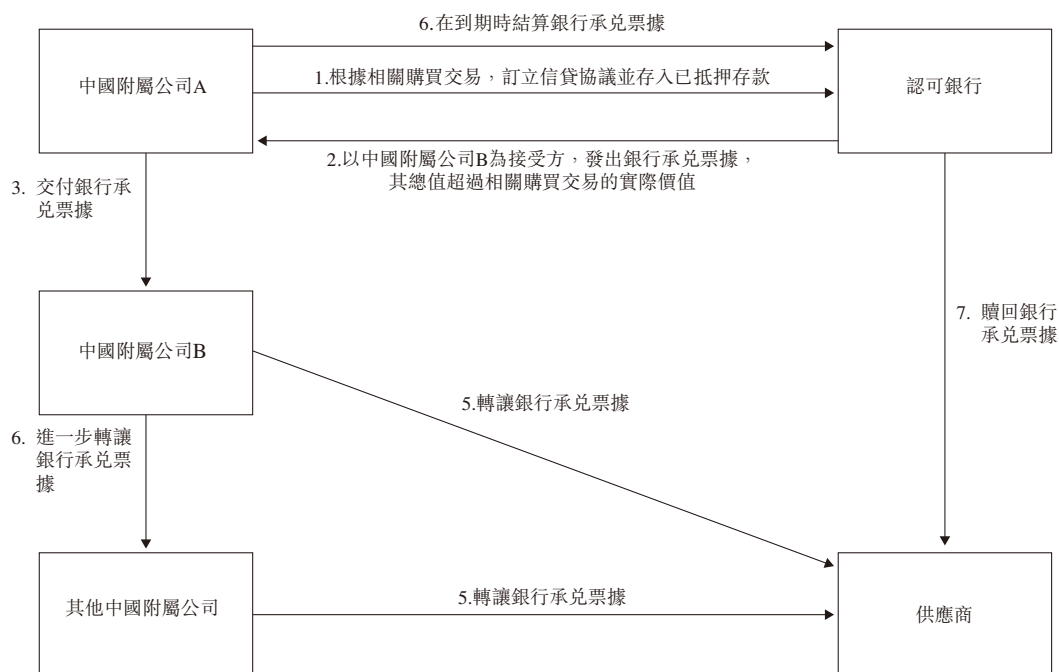 6.在到期時結算銀行承兑票據
中國附屬公司A
1.根據相關購買交易，訂立信貸協議並存入已抵押存款
認可銀行
2.以中國附屬公司B為接受方，發出銀行承兑票據，
其總值超過相關購買交易的實際價值
3. 交付銀行承
兑票據
中國附屬公司B
7. 贖回銀行
承兑票據
5.轉讓銀行承兑票據
6. 進一步轉讓
銀行承兑票
據
其他中國附屬公司
5.轉讓銀行承兑票據
供應商